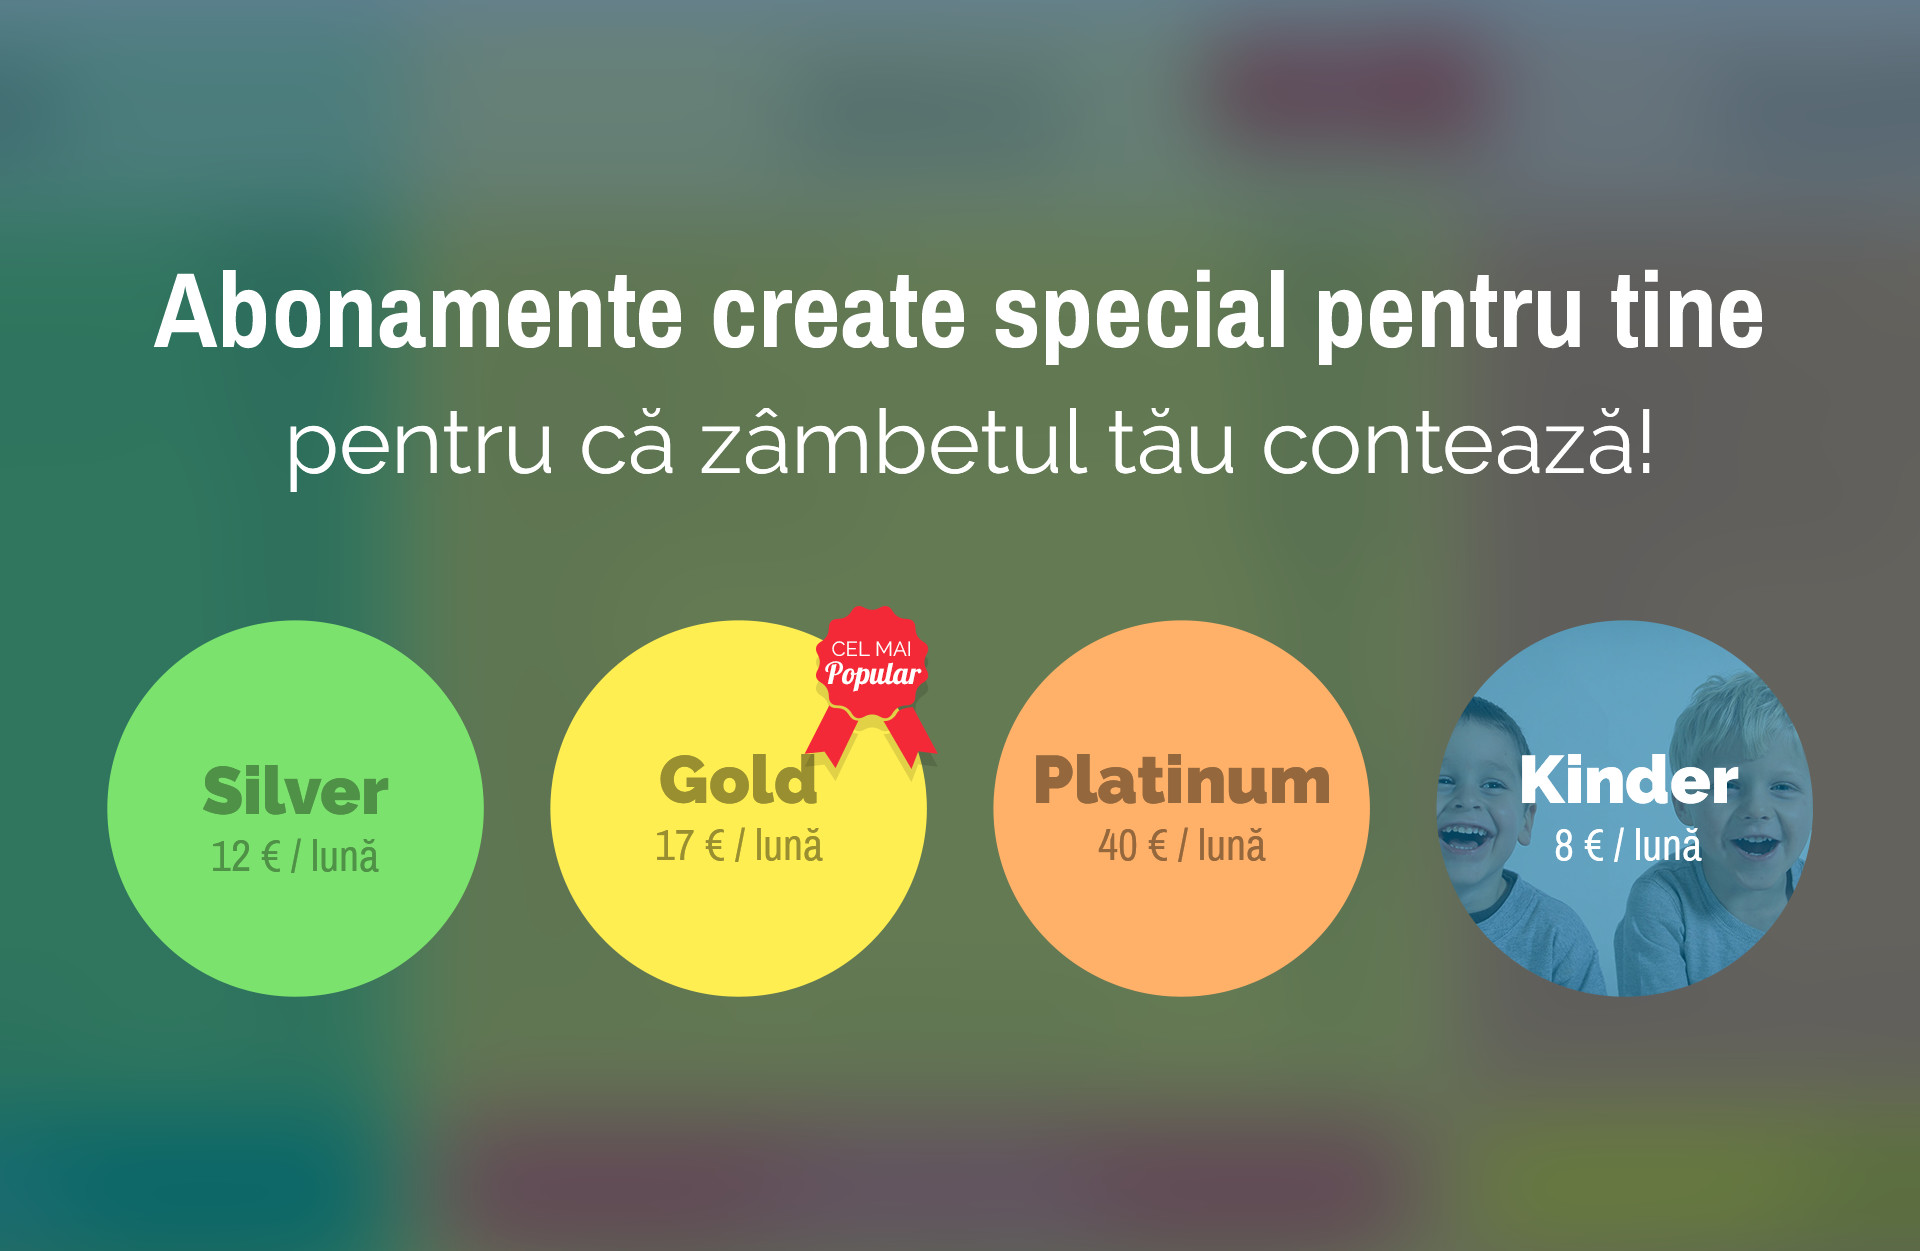 Abonamente create special pentru tine
pentru că zâmbetul tău contează!
Silver
12 € / lună
CEL MAI
Popular
Gold
17 € / lună
Platinum
40 € / lună
Kinder
8 € / lună